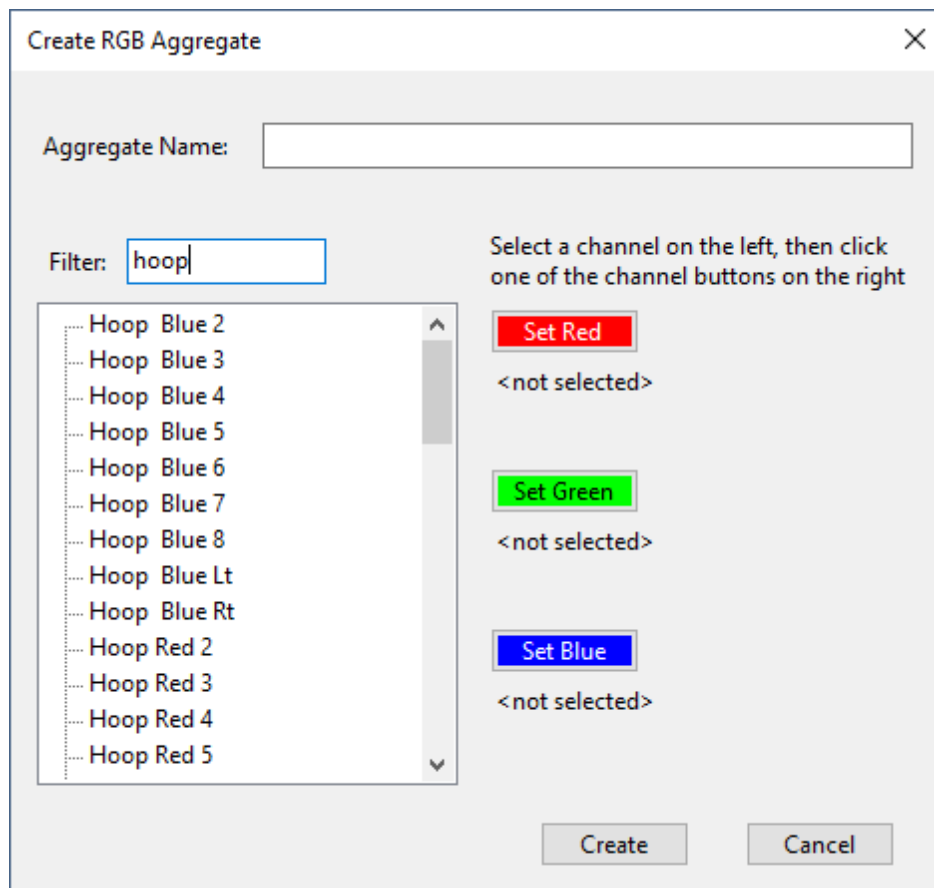 Create RGB Aggregate
Aggregate Name:
Filter: hoop
Select a channel on the left, then click
one of the channel buttons on the right
Hoop  Blue 2
Hoop  Blue 3
Hoop  Blue 4
Hoop  Blue 5
Hoop  Blue 6
Hoop  Blue 7
Hoop  Blue 8
Hoop  Blue Lt
Hoop  Blue Rt
Hoop Red 2
Hoop Red 3
Hoop Red 4
Hoop Red 5
Set Red
<not selected>
Set Green
<not selected>
Set Blue
<not selected>
Create
Cancel